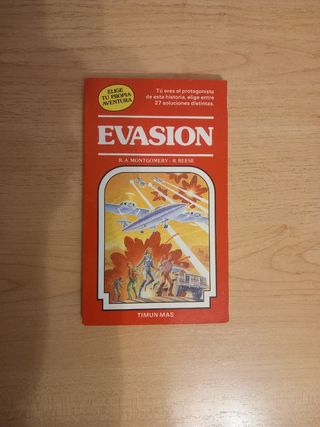 ELIGE
TU PROPIA
AVENTURA
Tú eres el protagonista
de esta historia, elige entre
27 soluciones distintas.
EVASION
R. A. MONTGOMERY - R. REESE
TIMUN MAS